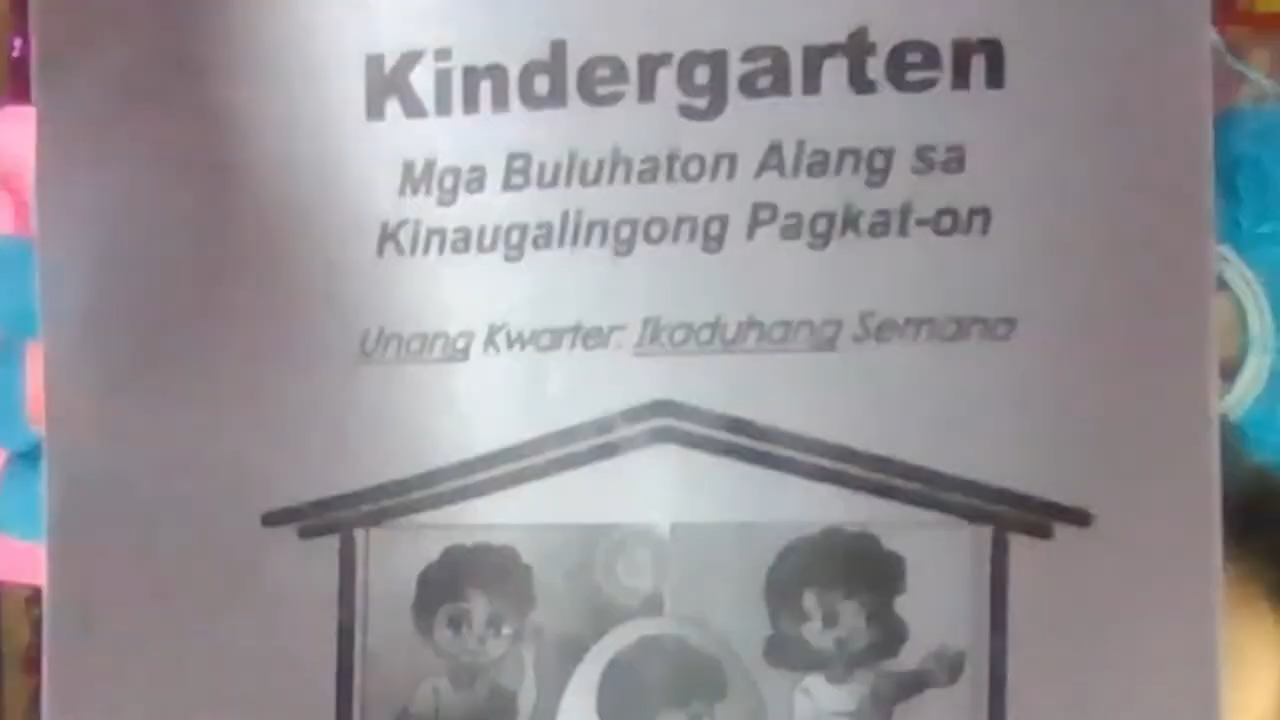 Kindergarten
Mga Buluhaton Alang sa
Kinaugalingong Pagkat-on
Unang Kwarter: Ikaduhang Semana